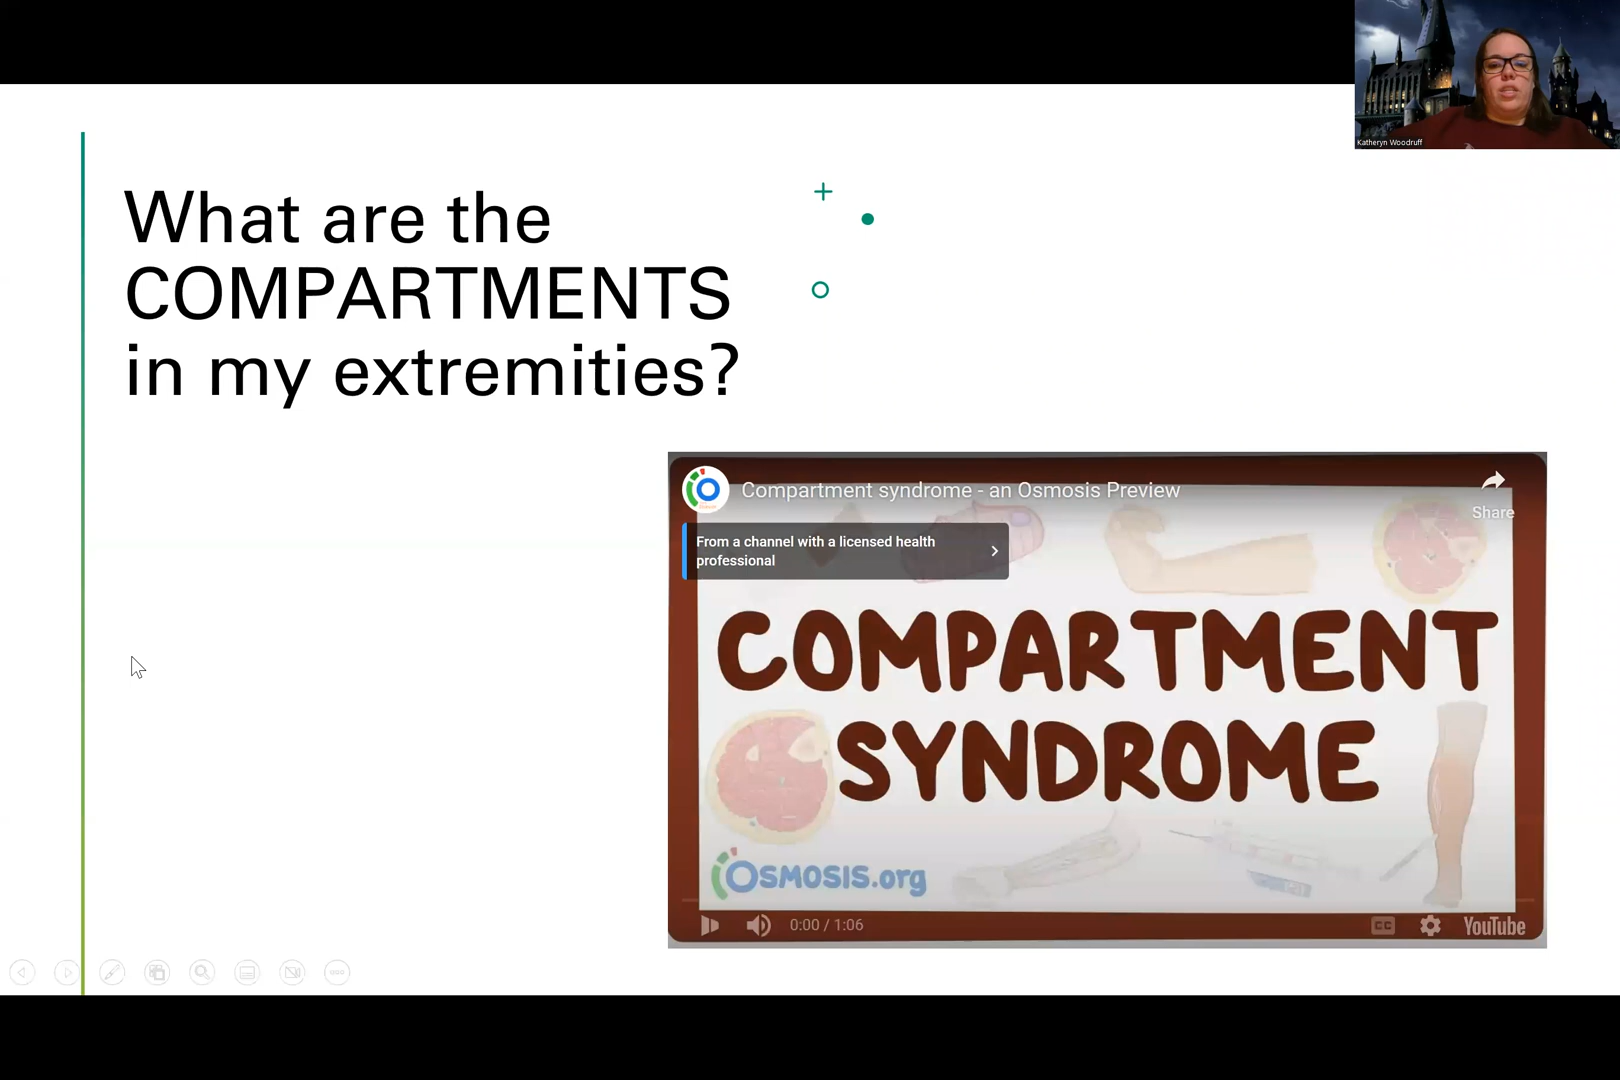 Katheryn Woodruff
What are the
COMPARTMENTS
in my extremities?
Compartment syndrome - an Osmosis Preview
Share
From a channel with a licensed health
professional
COMPARTMENT
SYNDROME
OSMOSIS.org
0:00 / 1:06
CC
YouTube